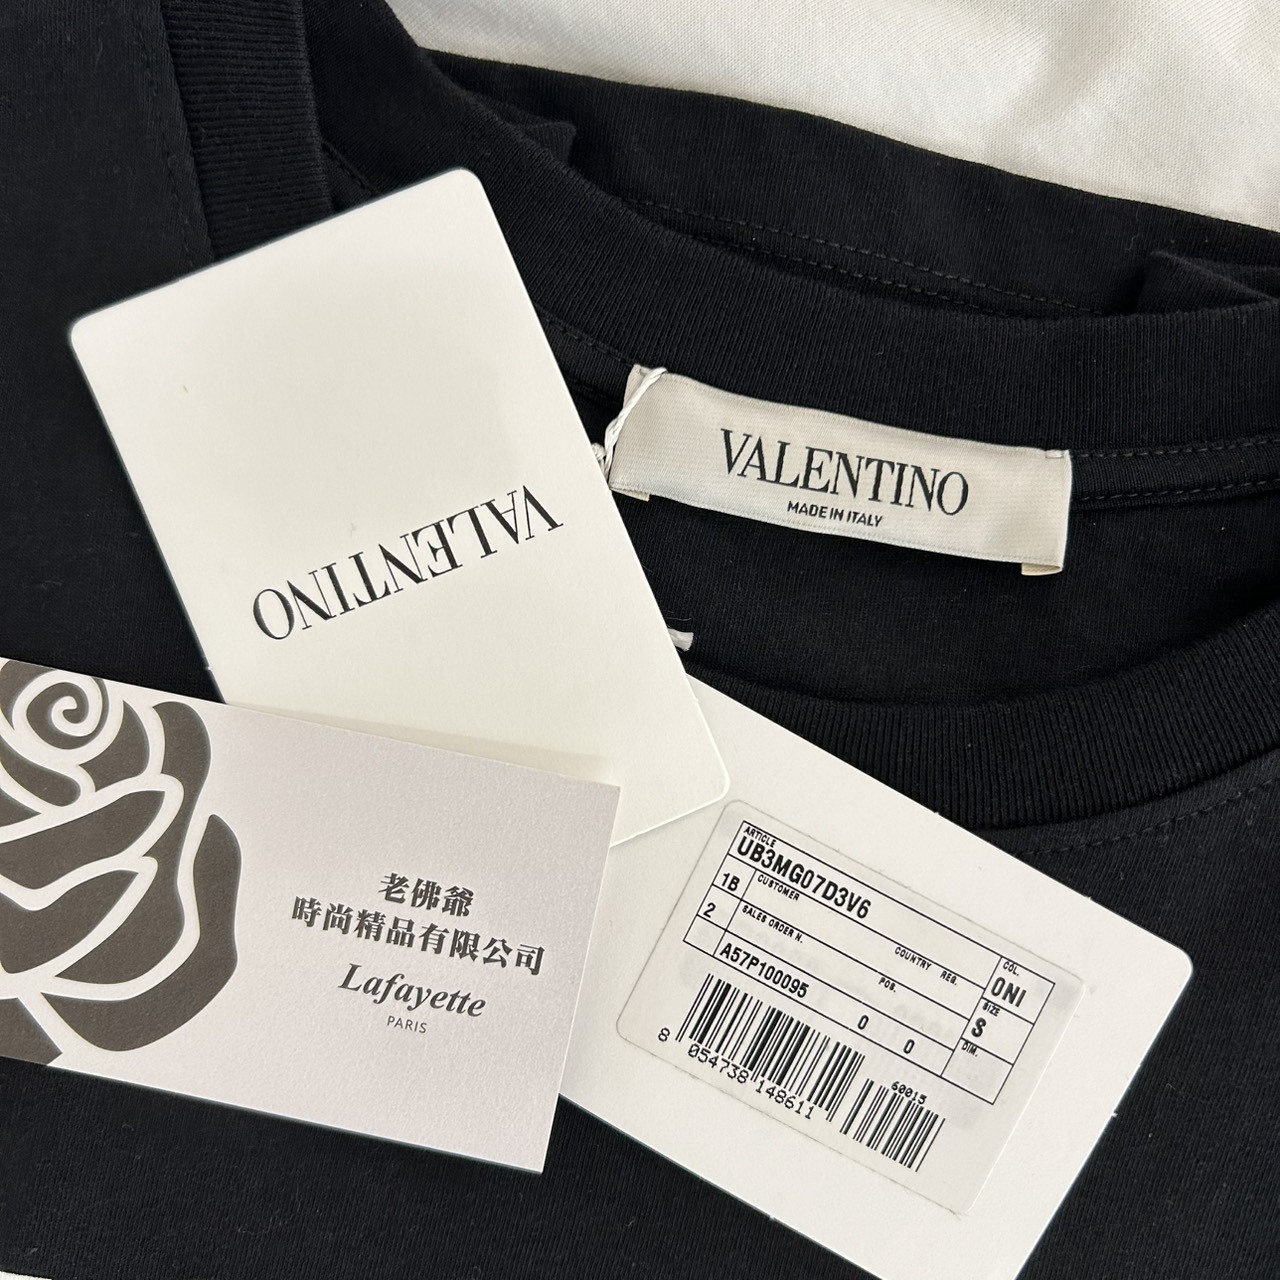 VALENTINO
MADE IN ITALY
VALENTINO
老佛爺
時尚精品有限公司
Lafayette
PARIS
ARTICLE
UB3MG07D3V6
1B CUSTOMER COUNTRY REG. COL.
0NI
2 SALES ORDER N. POS. SIZE
S
A57P100095 0 0 DIM.
60015
8 054738 148611